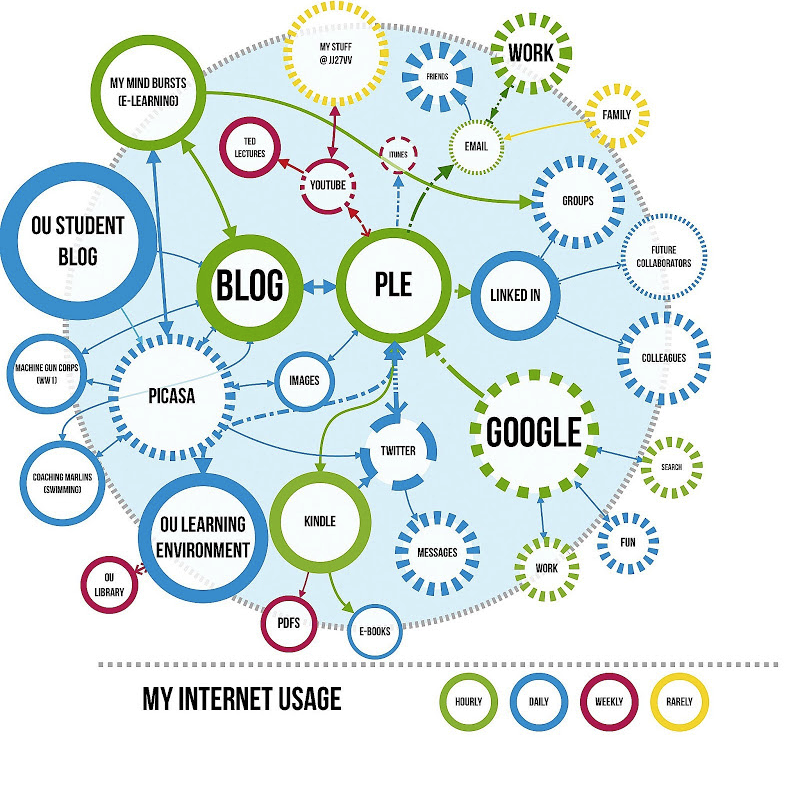 MY STUFF
@ JJ27VV
WORK
FRIENDS
MY MIND BURSTS
(E-LEARNING)
FAMILY
TED
LECTURES
ITUNES
EMAIL
YOUTUBE
GROUPS
OU STUDENT
BLOG
FUTURE
COLLABORATORS
BLOG
PLE
LINKED IN
COLLEAGUES
MACHINE GUN CORPS
(WW I)
IMAGES
PICASA
GOOGLE
TWITTER
SEARCH
COACHING MARLINS
(SWIMMING)
OU LEARNING
ENVIRONMENT
KINDLE
FUN
MESSAGES
WORK
OU
LIBRARY
PDFS
E-BOOKS
MY INTERNET USAGE
HOURLY
DAILY
WEEKLY
RARELY